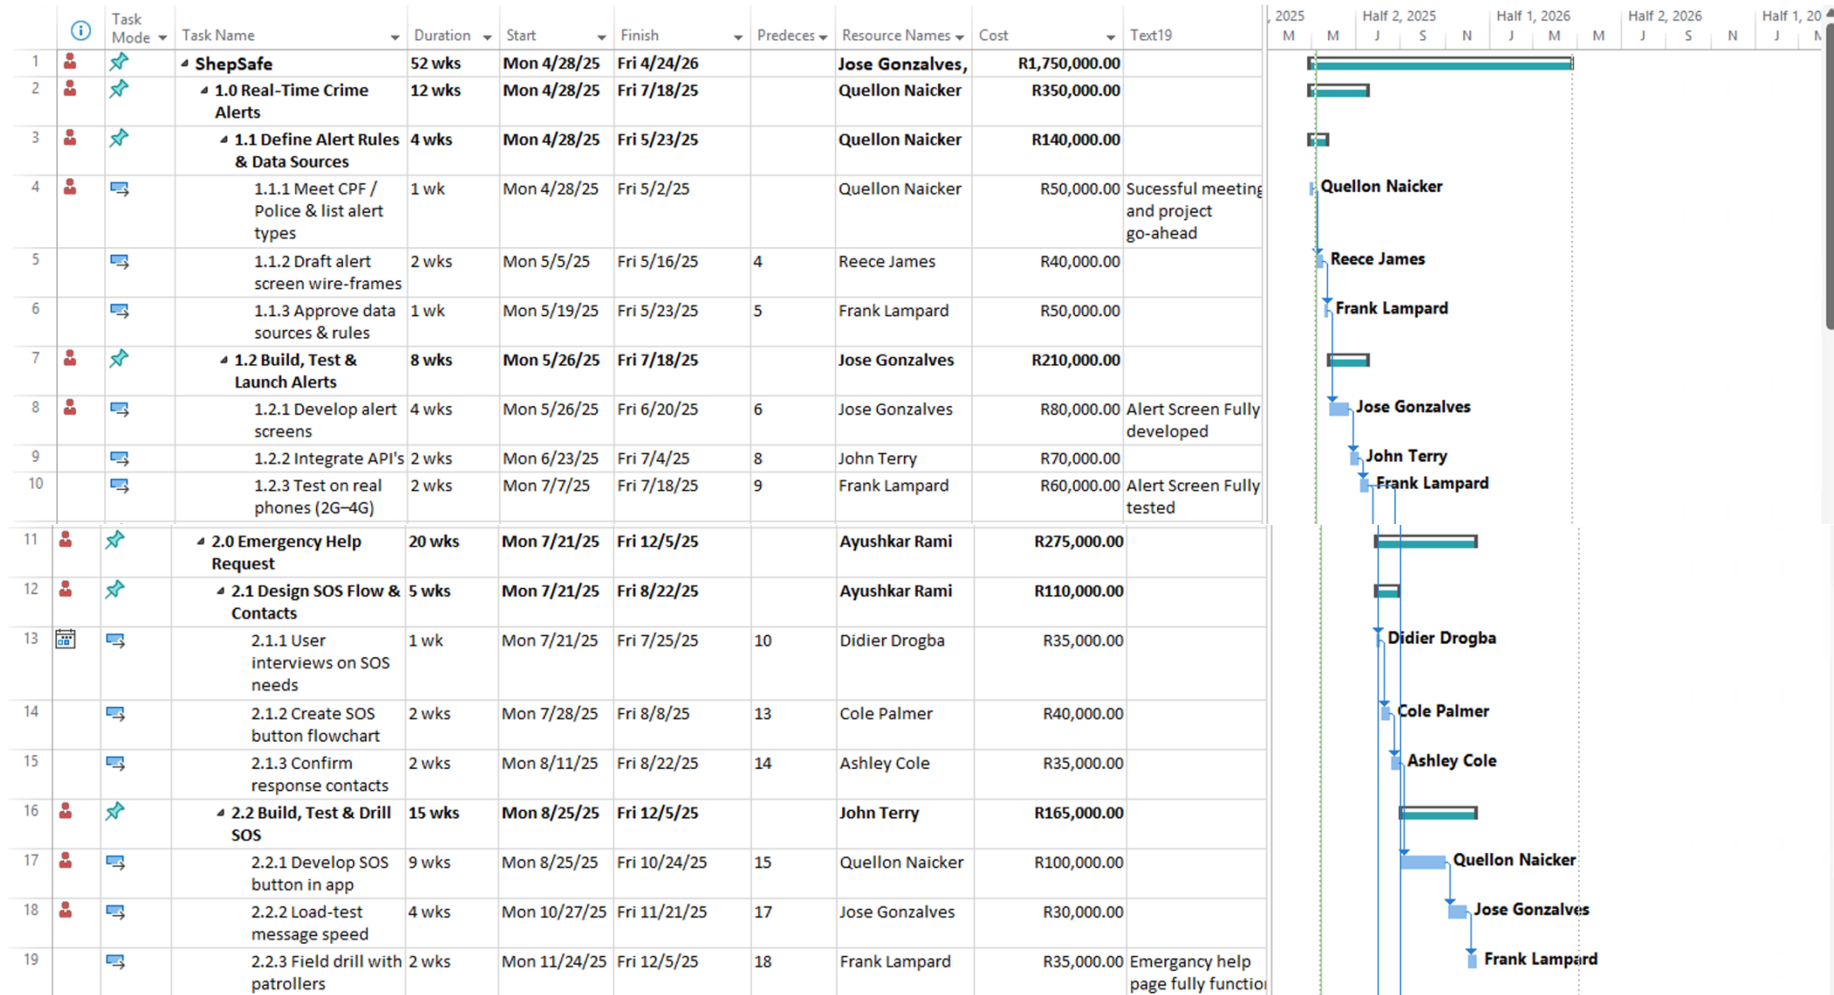 , 2025 Half 2, 2025 Half 1, 2026 Half 2, 2026 Half 1, 20
Task Mode Task Name Duration Start Finish Predeces Resource Names Cost Text19 M M J S N J M M J S N J M
1 ShepSafe 52 wks Mon 4/28/25 Fri 4/24/26 Jose Gonzalves, R1,750,000.00
2 1.0 Real-Time Crime 12 wks Mon 4/28/25 Fri 7/18/25 Quellon Naicker R350,000.00
Alerts
3 1.1 Define Alert Rules 4 wks Mon 4/28/25 Fri 5/23/25 Quellon Naicker R140,000.00
& Data Sources
4 1.1.1 Meet CPF / 1 wk Mon 4/28/25 Fri 5/2/25 Quellon Naicker R50,000.00 Sucessful meeting Quellon Naicker
Police & list alert and project
types go-ahead
5 1.1.2 Draft alert 2 wks Mon 5/5/25 Fri 5/16/25 4 Reece James R40,000.00 Reece James
screen wire-frames
6 1.1.3 Approve data 1 wk Mon 5/19/25 Fri 5/23/25 5 Frank Lampard R50,000.00 Frank Lampard
sources & rules
7 1.2 Build, Test & 8 wks Mon 5/26/25 Fri 7/18/25 Jose Gonzalves R210,000.00
Launch Alerts
8 1.2.1 Develop alert 4 wks Mon 5/26/25 Fri 6/20/25 6 Jose Gonzalves R80,000.00 Alert Screen Fully Jose Gonzalves
screens developed
9 1.2.2 Integrate API's 2 wks Mon 6/23/25 Fri 7/4/25 8 John Terry R70,000.00 John Terry
10 1.2.3 Test on real 2 wks Mon 7/7/25 Fri 7/18/25 9 Frank Lampard R60,000.00 Alert Screen Fully Frank Lampard
phones (2G–4G) tested
11 2.0 Emergency Help 20 wks Mon 7/21/25 Fri 12/5/25 Ayushkar Rami R275,000.00
Request
12 2.1 Design SOS Flow & 5 wks Mon 7/21/25 Fri 8/22/25 Ayushkar Rami R110,000.00
Contacts
13 2.1.1 User 1 wk Mon 7/21/25 Fri 7/25/25 10 Didier Drogba R35,000.00 Didier Drogba
interviews on SOS
needs
14 2.1.2 Create SOS 2 wks Mon 7/28/25 Fri 8/8/25 13 Cole Palmer R40,000.00 Cole Palmer
button flowchart
15 2.1.3 Confirm 2 wks Mon 8/11/25 Fri 8/22/25 14 Ashley Cole R35,000.00 Ashley Cole
response contacts
16 2.2 Build, Test & Drill 15 wks Mon 8/25/25 Fri 12/5/25 John Terry R165,000.00
SOS
17 2.2.1 Develop SOS 9 wks Mon 8/25/25 Fri 10/24/25 15 Quellon Naicker R100,000.00 Quellon Naicker
button in app
18 2.2.2 Load-test 4 wks Mon 10/27/25 Fri 11/21/25 17 Jose Gonzalves R30,000.00 Jose Gonzalves
message speed
19 2.2.3 Field drill with 2 wks Mon 11/24/25 Fri 12/5/25 18 Frank Lampard R35,000.00 Emergancy help Frank Lampard
patrollers page fully functio